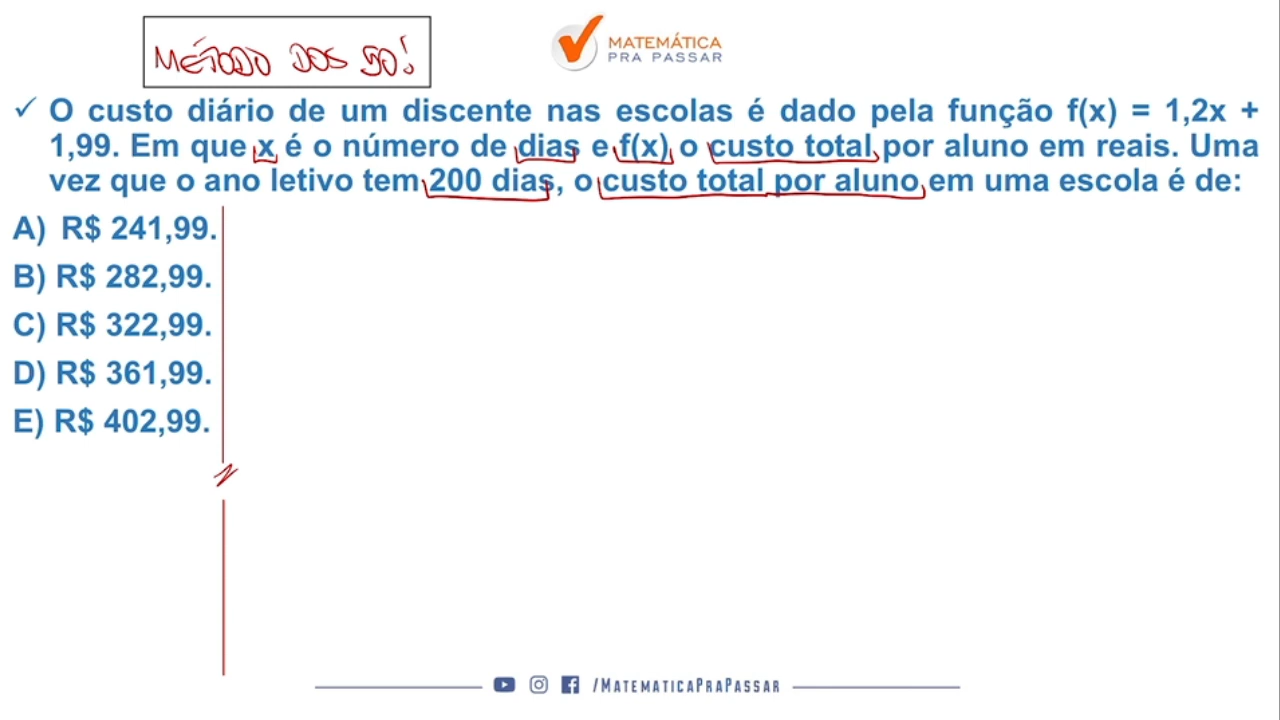 MÉTODO DOS 50!
MATEMÁTICA
PRA PASSAR
✓ O custo diário de um discente nas escolas é dado pela função f(x) = 1,2x +
1,99. Em que x é o número de dias e f(x) o custo total por aluno em reais. Uma
vez que o ano letivo tem 200 dias, o custo total por aluno em uma escola é de:
A) R$ 241,99.
B) R$ 282,99.
C) R$ 322,99.
D) R$ 361,99.
E) R$ 402,99.
/MATEMATICAPRAPASSAR